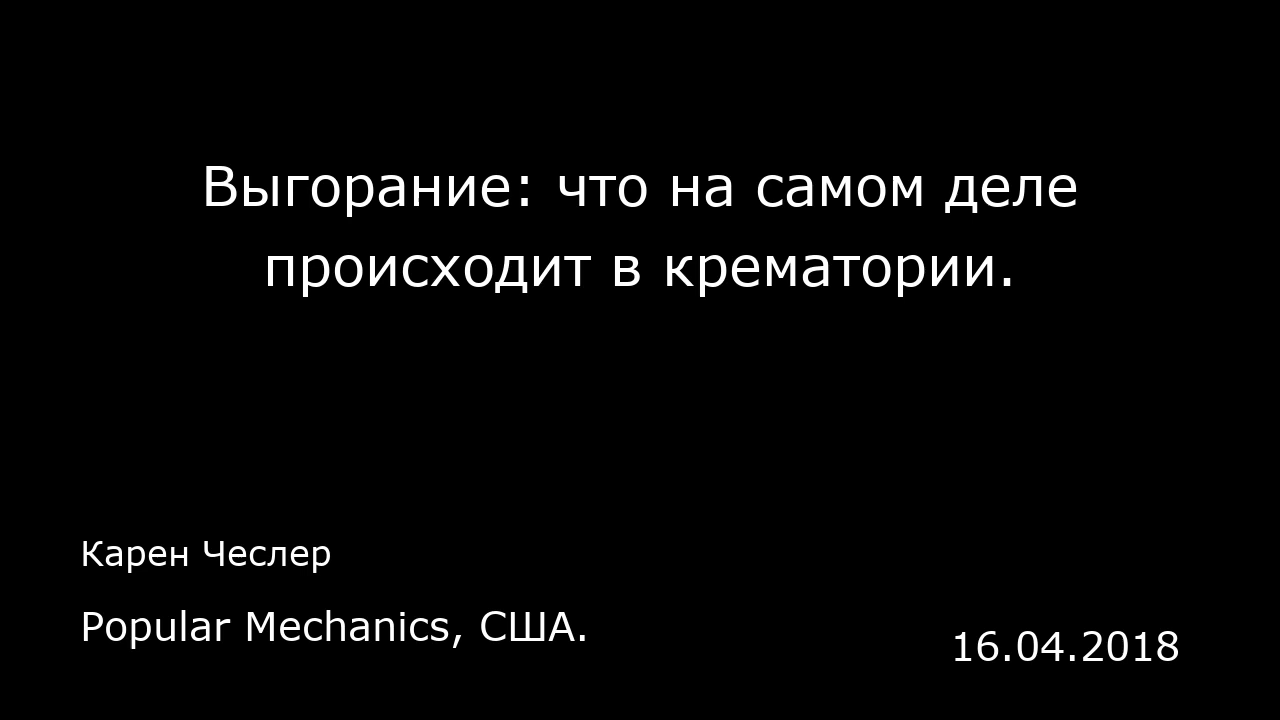 Выгорание: что на самом деле
происходит в крематории.
Карен Чеслер
Popular Mechanics, США.
16.04.2018